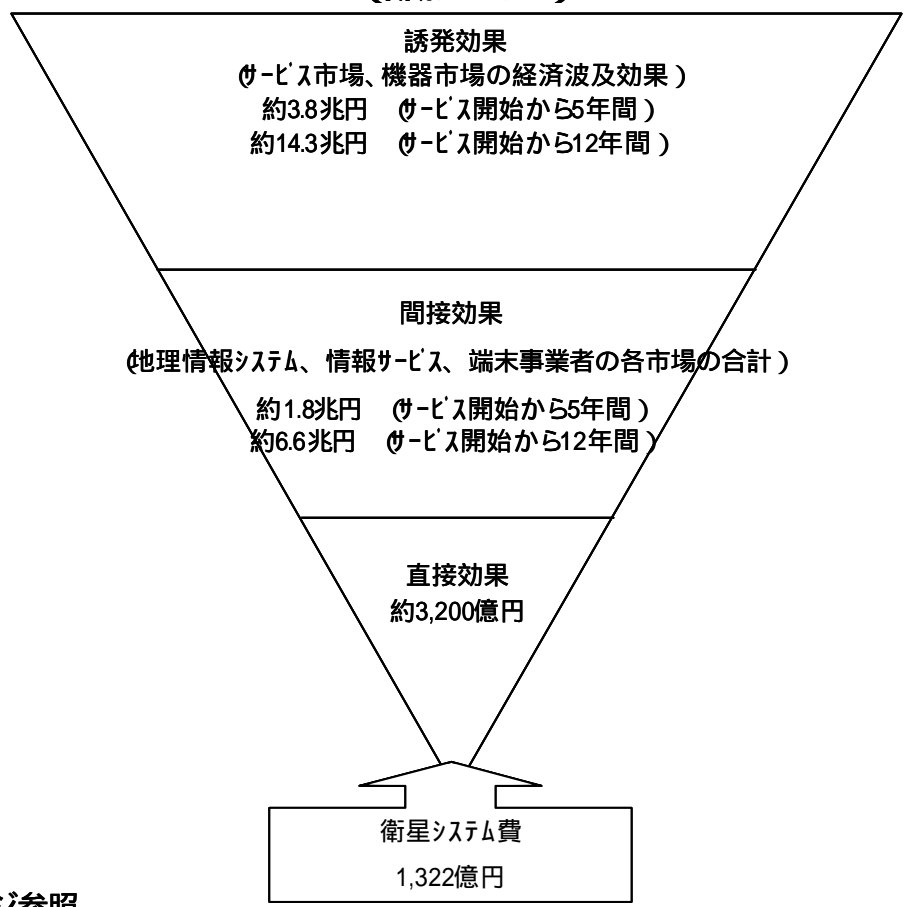 誘発効果
(サービス市場、機器市場の経済波及効果)
約3.8兆円 (サービス開始から5年間)
約14.3兆円 (サービス開始から12年間)
間接効果
(地理情報システム、情報サービス、端末事業者の各市場の合計)
約1.8兆円 (サービス開始から5年間)
約6.6兆円 (サービス開始から12年間)
直接効果
約3,200億円
衛星システム費
1,322億円
参照